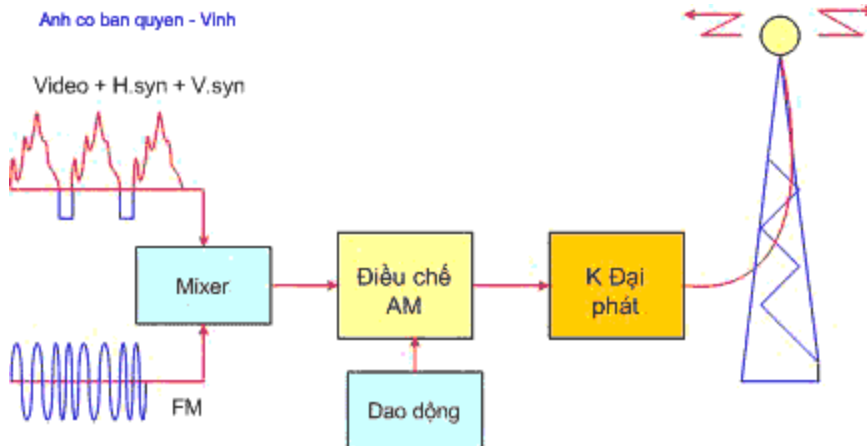 Anh co ban quyen - Vinh
Video + H.syn + V.syn
Mixer
Điều chế
AM
K Đại
phát
FM
Dao động